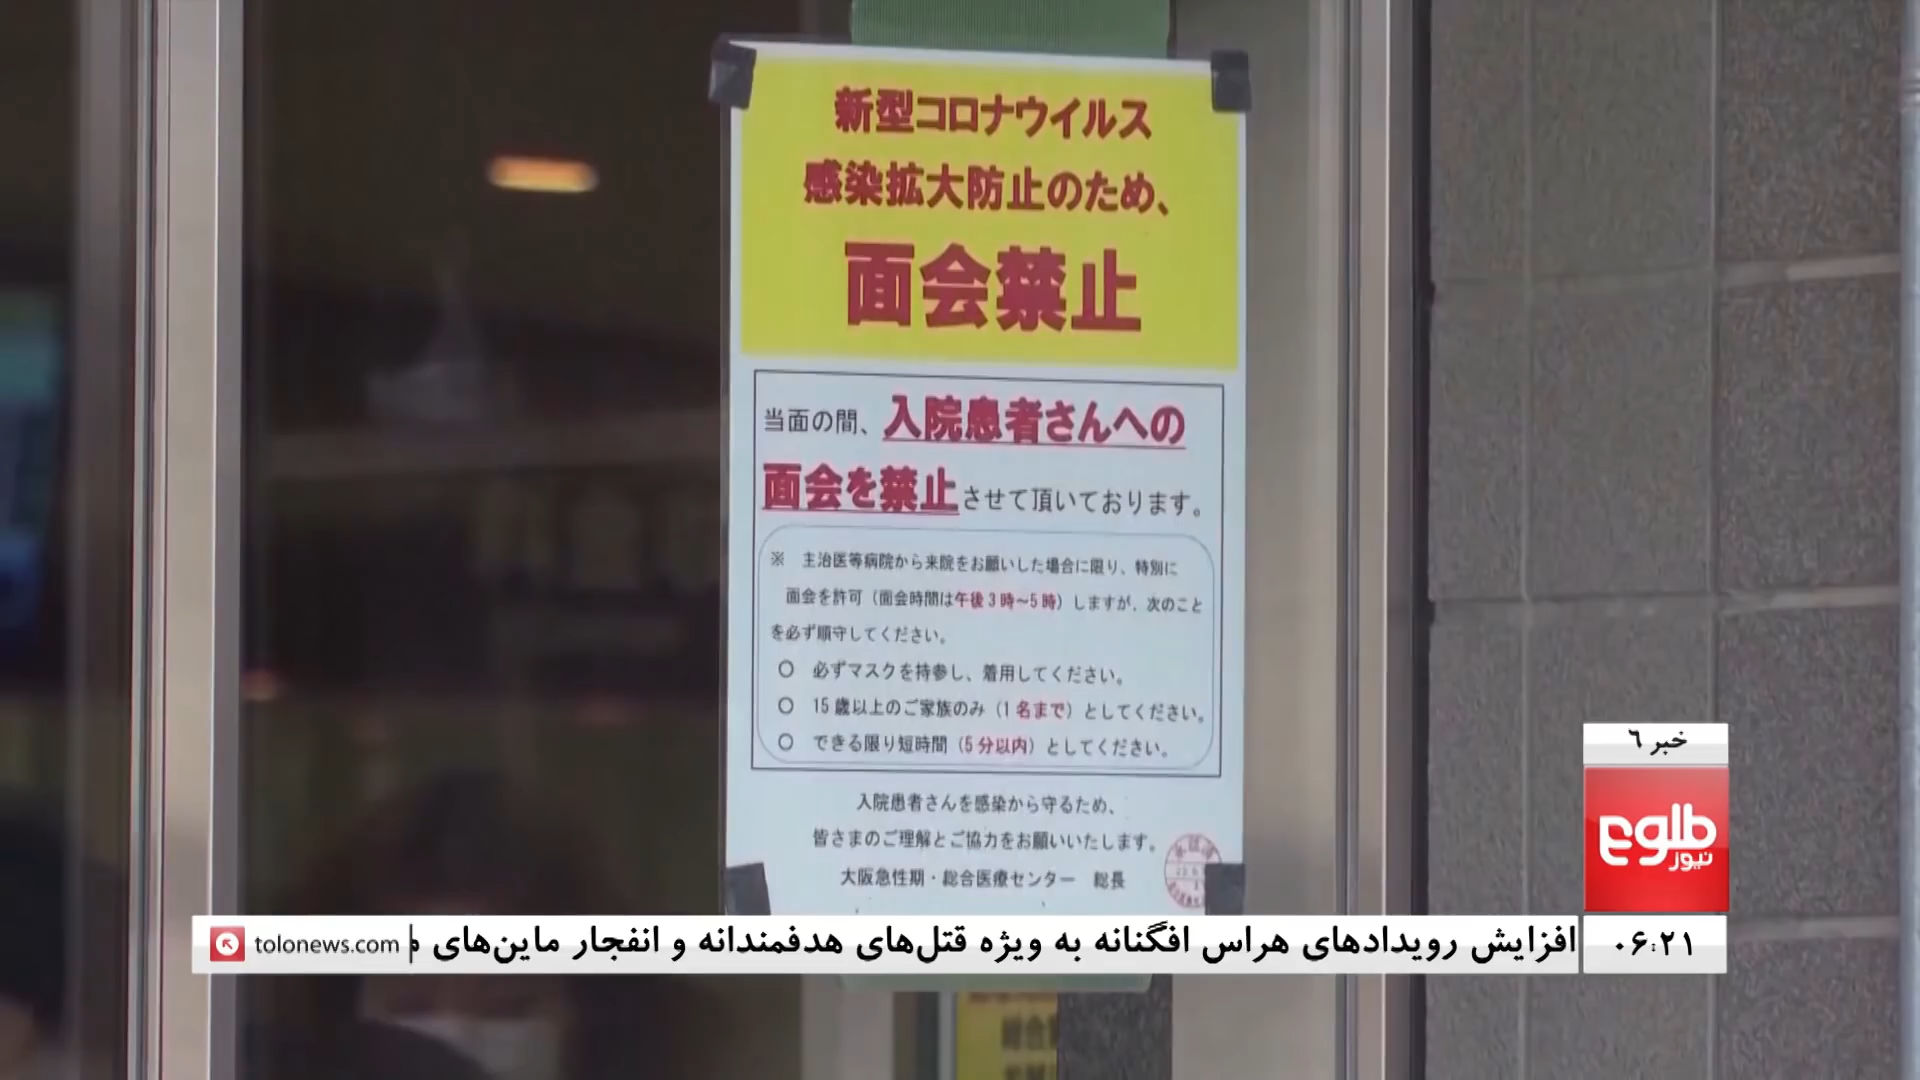 新型コロナウイルス
感染拡大防止のため、
面会禁止
当面の間、入院患者さんへの
面会を禁止させて頂いております。
※ 主治医等病院から来院をお願いした場合に限り、特別に
面会を許可（面会時間は午後3時～5時）しますが、次のこと
を必ず順守してください。
○ 必ずマスクを持参し、着用してください。
○ 15歳以上のご家族のみ（1名まで）としてください。
○ できる限り短時間（5分以内）としてください。
入院患者さんを感染から守るため、
皆さまのご理解とご協力をお願いいたします。
大阪急性期・総合医療センター 総長
خبر ٦
طلوع
نیوز
افزایش رویدادهای هراس افگنانه به ویژه قتل‌های هدفمندانه و انفجار ماین‌های
tolonews.com
٠٦:٢١